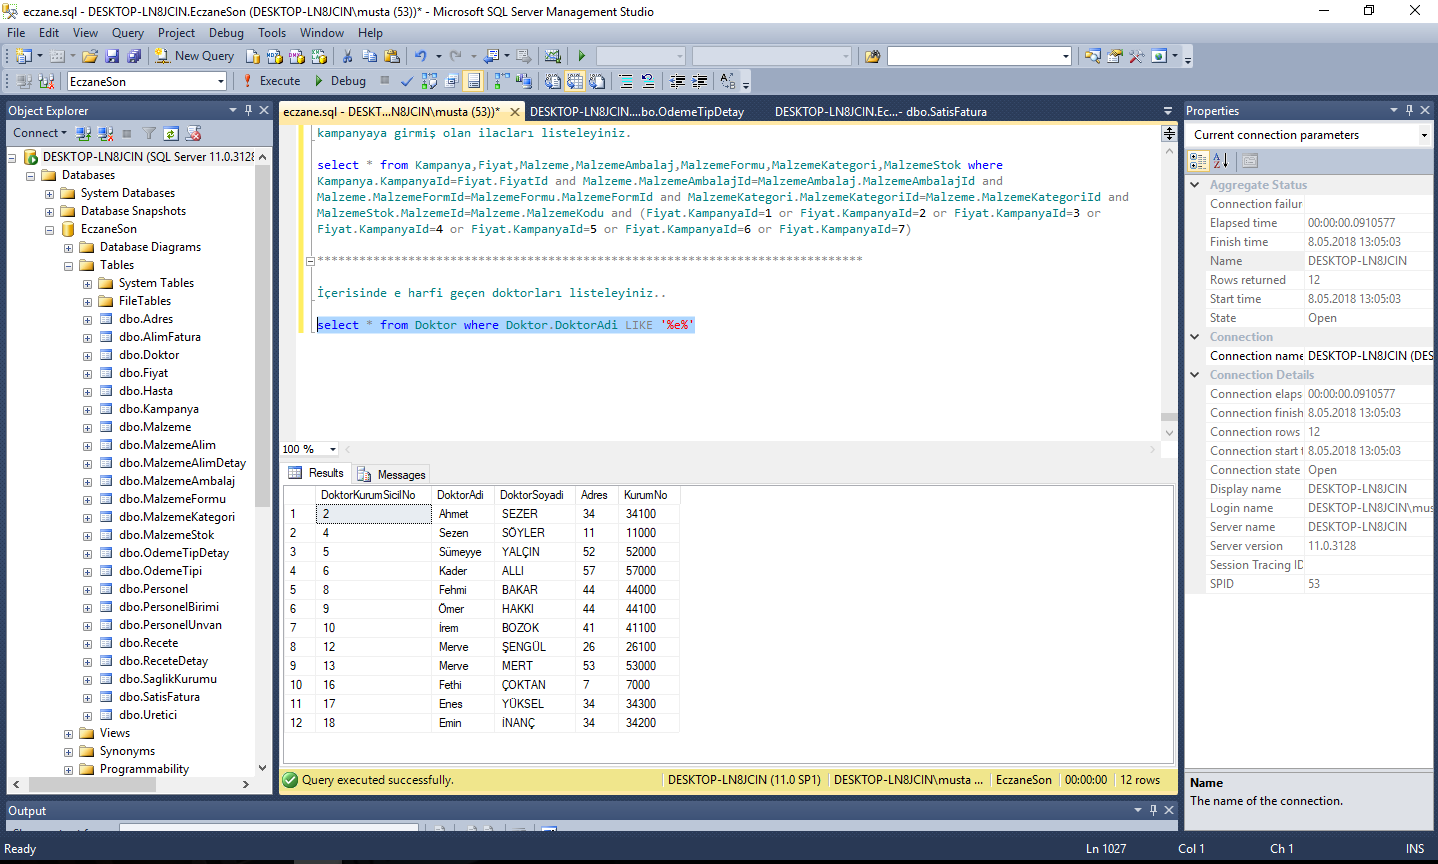 eczane.sql - DESKTOP-LN8JCIN.EczaneSon (DESKTOP-LN8JCIN\musta (53))* - Microsoft SQL Server Management Studio
File Edit View Query Project Debug Tools Window Help
New Query
EczaneSon Execute Debug
Object Explorer
Connect
DESKTOP-LN8JCIN (SQL Server 11.0.3128
Databases
System Databases
Database Snapshots
EczaneSon
Database Diagrams
Tables
System Tables
FileTables
dbo.Adres
dbo.AlimFatura
dbo.Doktor
dbo.Fiyat
dbo.Hasta
dbo.Kampanya
dbo.Malzeme
dbo.MalzemeAlim
dbo.MalzemeAlimDetay
dbo.MalzemeAmbalaj
dbo.MalzemeFormu
dbo.MalzemeKategori
dbo.MalzemeStok
dbo.OdemeTipDetay
dbo.OdemeTipi
dbo.Personel
dbo.PersonelBirimi
dbo.PersonelUnvan
dbo.Recete
dbo.ReceteDetay
dbo.SaglikKurumu
dbo.SatisFatura
dbo.Uretici
Views
Synonyms
Programmability
eczane.sql - DESKT...N8JCIN\musta (53))* DESKTOP-LN8JCIN....bo.OdemeTipDetay DESKTOP-LN8JCIN.Ec...- dbo.SatisFatura
kampanyaya girmiş olan ilacları listeleyiniz.
select * from Kampanya,Fiyat,Malzeme,MalzemeAmbalaj,MalzemeFormu,MalzemeKategori,MalzemeStok where
Kampanya.KampanyaId=Fiyat.FiyatId and Malzeme.MalzemeAmbalajId=MalzemeAmbalaj.MalzemeAmbalajId and
Malzeme.MalzemeFormId=MalzemeFormu.MalzemeFormId and MalzemeKategori.MalzemeKategoriId=Malzeme.MalzemeKategoriId and
MalzemeStok.MalzemeId=Malzeme.MalzemeKodu and (Fiyat.KampanyaId=1 or Fiyat.KampanyaId=2 or Fiyat.KampanyaId=3 or
Fiyat.KampanyaId=4 or Fiyat.KampanyaId=5 or Fiyat.KampanyaId=6 or Fiyat.KampanyaId=7)
******************************************************************************
İçerisinde e harfi geçen doktorları listeleyiniz..
select * from Doktor where Doktor.DoktorAdi LIKE '%e%'
100 %
Results Messages
DoktorKurumSicilNo DoktorAdi DoktorSoyadi Adres KurumNo
1 2 Ahmet SEZER 34 34100
2 4 Sezen SÖYLER 11 11000
3 5 Sümeyye YALÇIN 52 52000
4 6 Kader ALLI 57 57000
5 8 Fehmi BAKAR 44 44000
6 9 Ömer HAKKI 44 44100
7 10 İrem BOZOK 41 41100
8 12 Merve ŞENGÜL 26 26100
9 13 Merve MERT 53 53000
10 16 Fethi ÇOKTAN 7 7000
11 17 Enes YÜKSEL 34 34300
12 18 Emin İNANÇ 34 34200
Query executed successfully. DESKTOP-LN8JCIN (11.0 SP1) DESKTOP-LN8JCIN\musta ... EczaneSon 00:00:00 12 rows
Properties
Current connection parameters
Aggregate Status
Connection failur
Elapsed time 00:00:00.0910577
Finish time 8.05.2018 13:05:03
Name DESKTOP-LN8JCIN
Rows returned 12
Start time 8.05.2018 13:05:03
State Open
Connection
Connection name DESKTOP-LN8JCIN (DES
Connection Details
Connection elaps 00:00:00.0910577
Connection finish 8.05.2018 13:05:03
Connection rows 12
Connection start t 8.05.2018 13:05:03
Connection state Open
Display name DESKTOP-LN8JCIN
Login name DESKTOP-LN8JCIN\mus
Server name DESKTOP-LN8JCIN
Server version 11.0.3128
Session Tracing ID
SPID 53
Name
The name of the connection.
Output
Ready Ln 1027 Col 1 Ch 1 INS